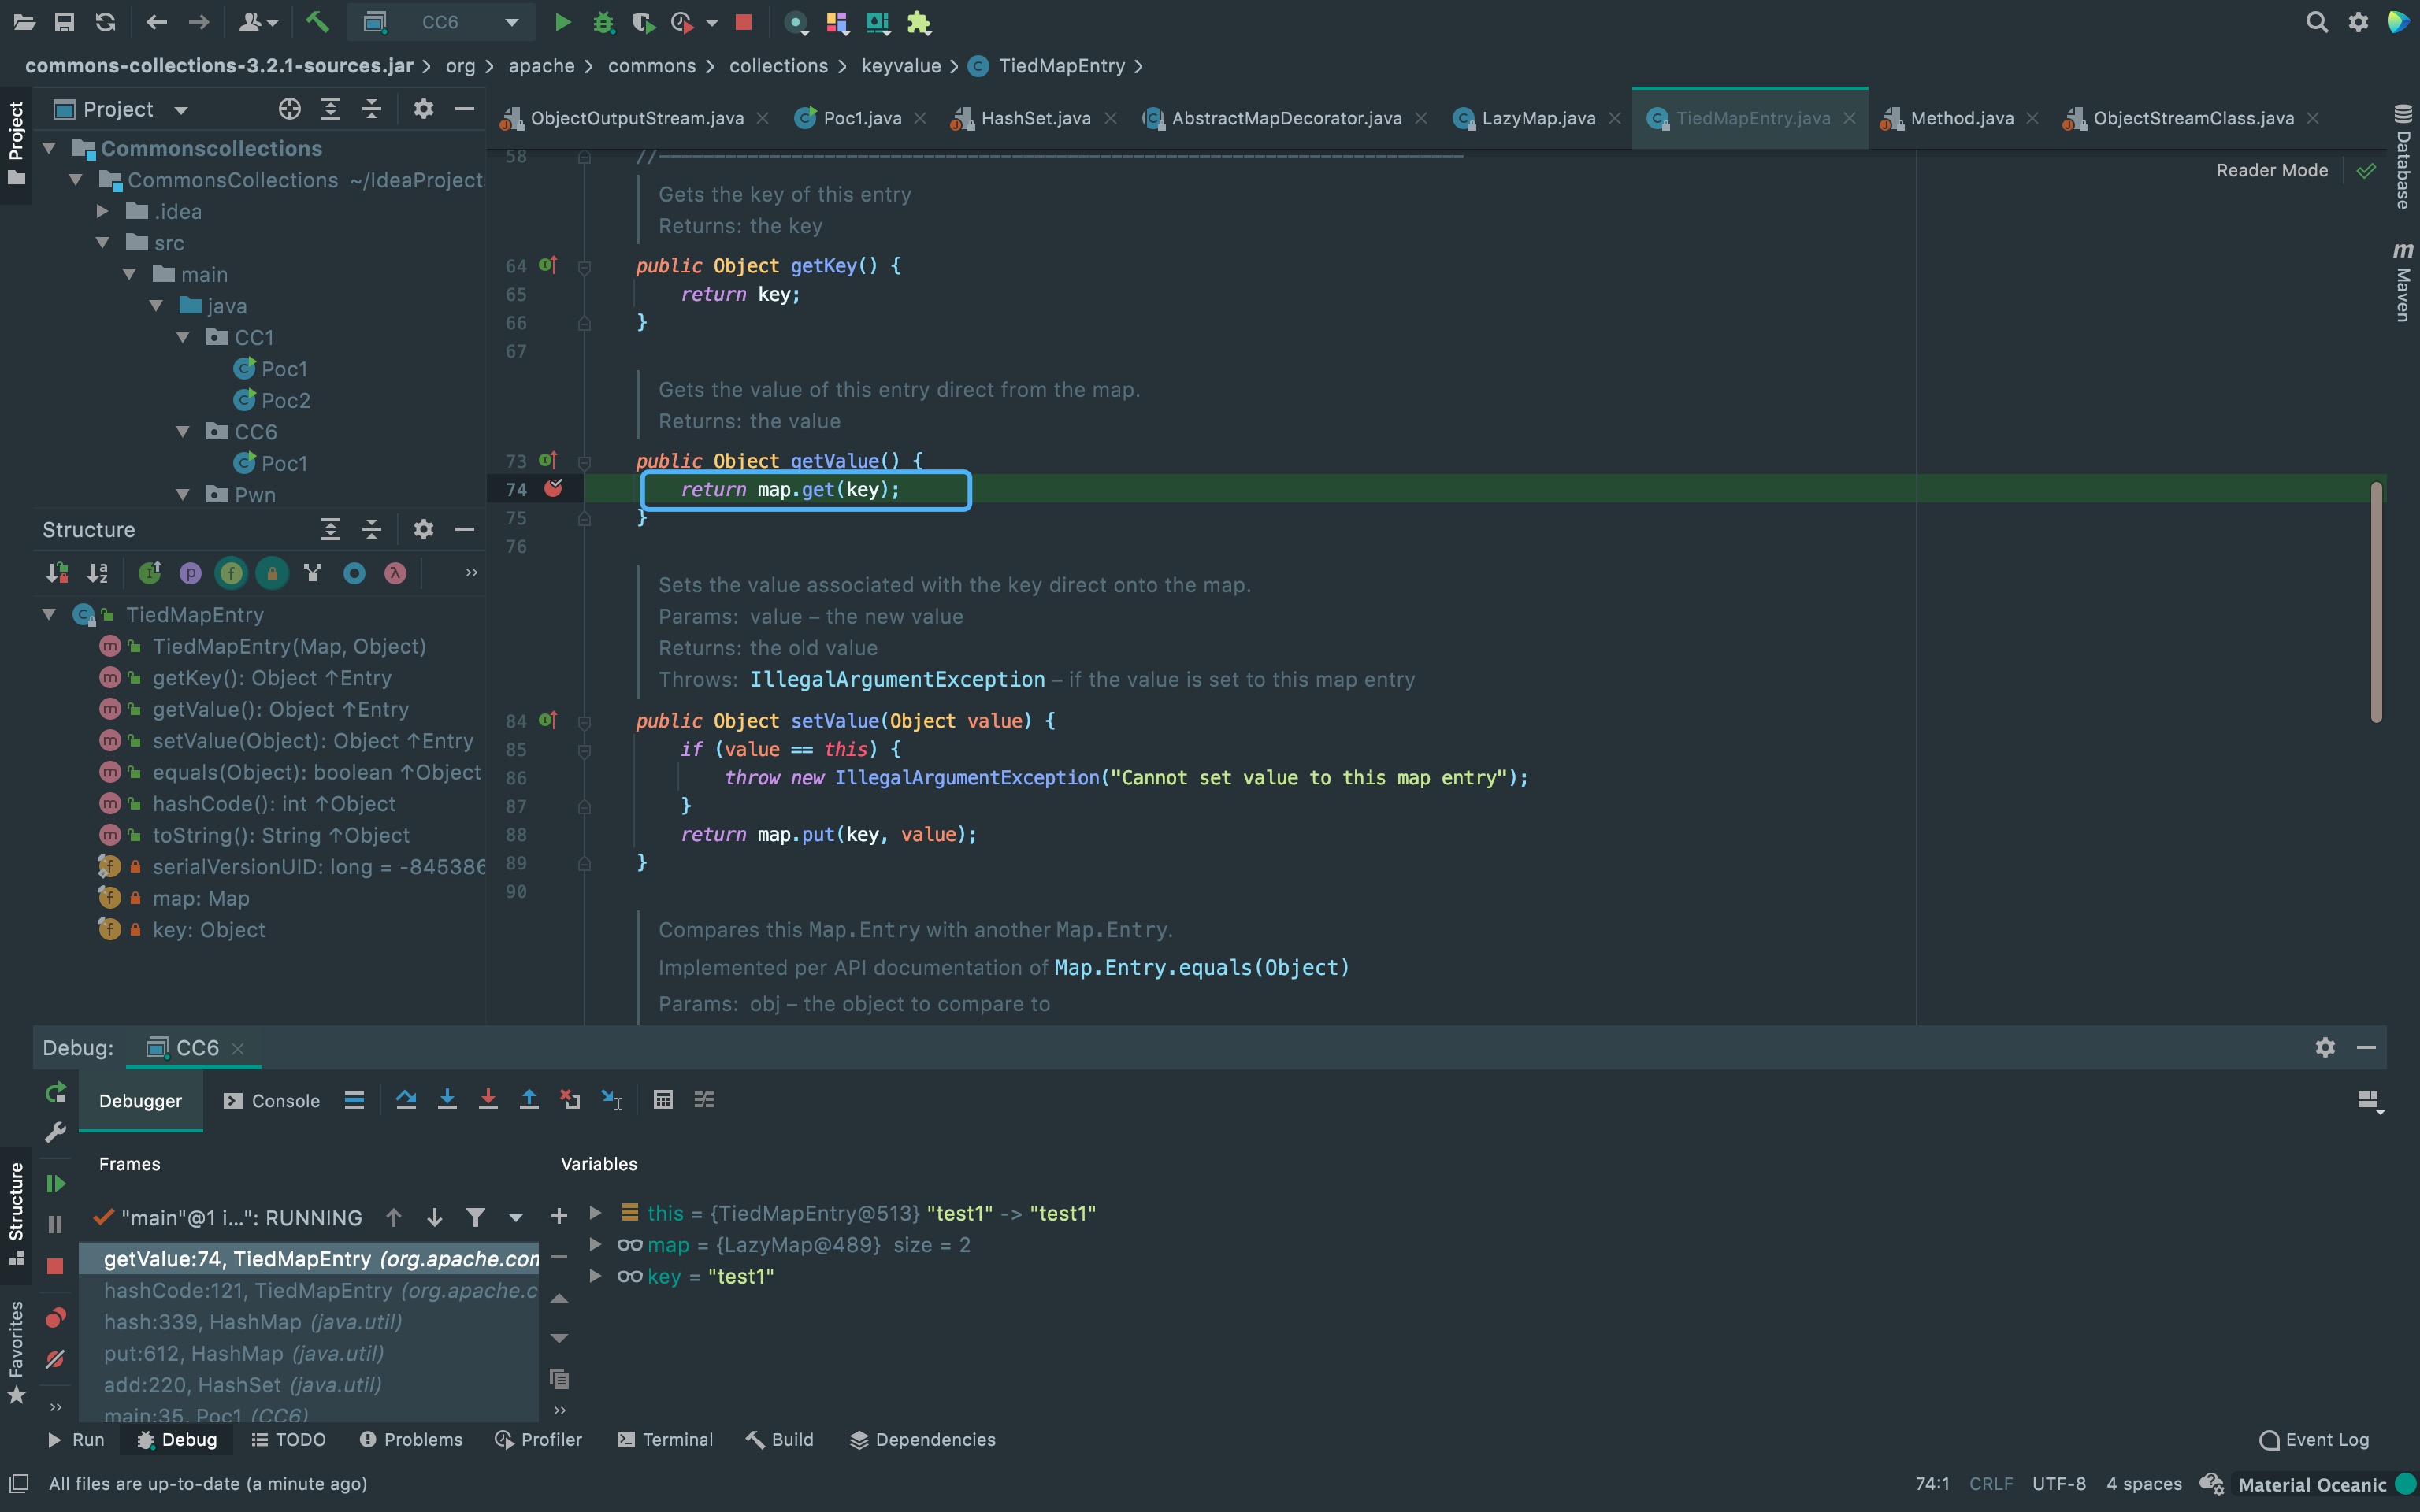 CC6
commons-collections-3.2.1-sources.jar org apache commons collections keyvalue TiedMapEntry
Project
ObjectOutputStream.java Poc1.java HashSet.java AbstractMapDecorator.java LazyMap.java TiedMapEntry.java Method.java ObjectStreamClass.java
Project
Database
Maven
Commonscollections
CommonsCollections ~/IdeaProject
.idea
src
main
java
CC1
Poc1
Poc2
CC6
Poc1
Pwn
Reader Mode
58 //
Gets the key of this entry
Returns: the key
64 public Object getKey() {
65 return key;
66 }
67
Gets the value of this entry direct from the map.
Returns: the value
73 public Object getValue() {
74 return map.get(key);
75 }
76
Sets the value associated with the key direct onto the map.
Params: value – the new value
Returns: the old value
Throws: IllegalArgumentException – if the value is set to this map entry
84 public Object setValue(Object value) {
85 if (value == this) {
86 throw new IllegalArgumentException("Cannot set value to this map entry");
87 }
88 return map.put(key, value);
89 }
90
Compares this Map.Entry with another Map.Entry.
Implemented per API documentation of Map.Entry.equals(Object)
Params: obj – the object to compare to
Structure
TiedMapEntry
TiedMapEntry(Map, Object)
getKey(): Object ↑Entry
getValue(): Object ↑Entry
setValue(Object): Object ↑Entry
equals(Object): boolean ↑Object
hashCode(): int ↑Object
toString(): String ↑Object
serialVersionUID: long = -845386
map: Map
key: Object
Debug: CC6
Debugger Console
Frames Variables
Structure
Favorites
"main"@1 i...": RUNNING
getValue:74, TiedMapEntry (org.apache.con
hashCode:121, TiedMapEntry (org.apache.c
hash:339, HashMap (java.util)
put:612, HashMap (java.util)
add:220, HashSet (java.util)
main:35, Poc1 (CC6)
this = {TiedMapEntry@513} "test1" -> "test1"
map = {LazyMap@489} size = 2
key = "test1"
Run Debug TODO Problems Profiler Terminal Build Dependencies Event Log
All files are up-to-date (a minute ago) 74:1 CRLF UTF-8 4 spaces Material Oceanic